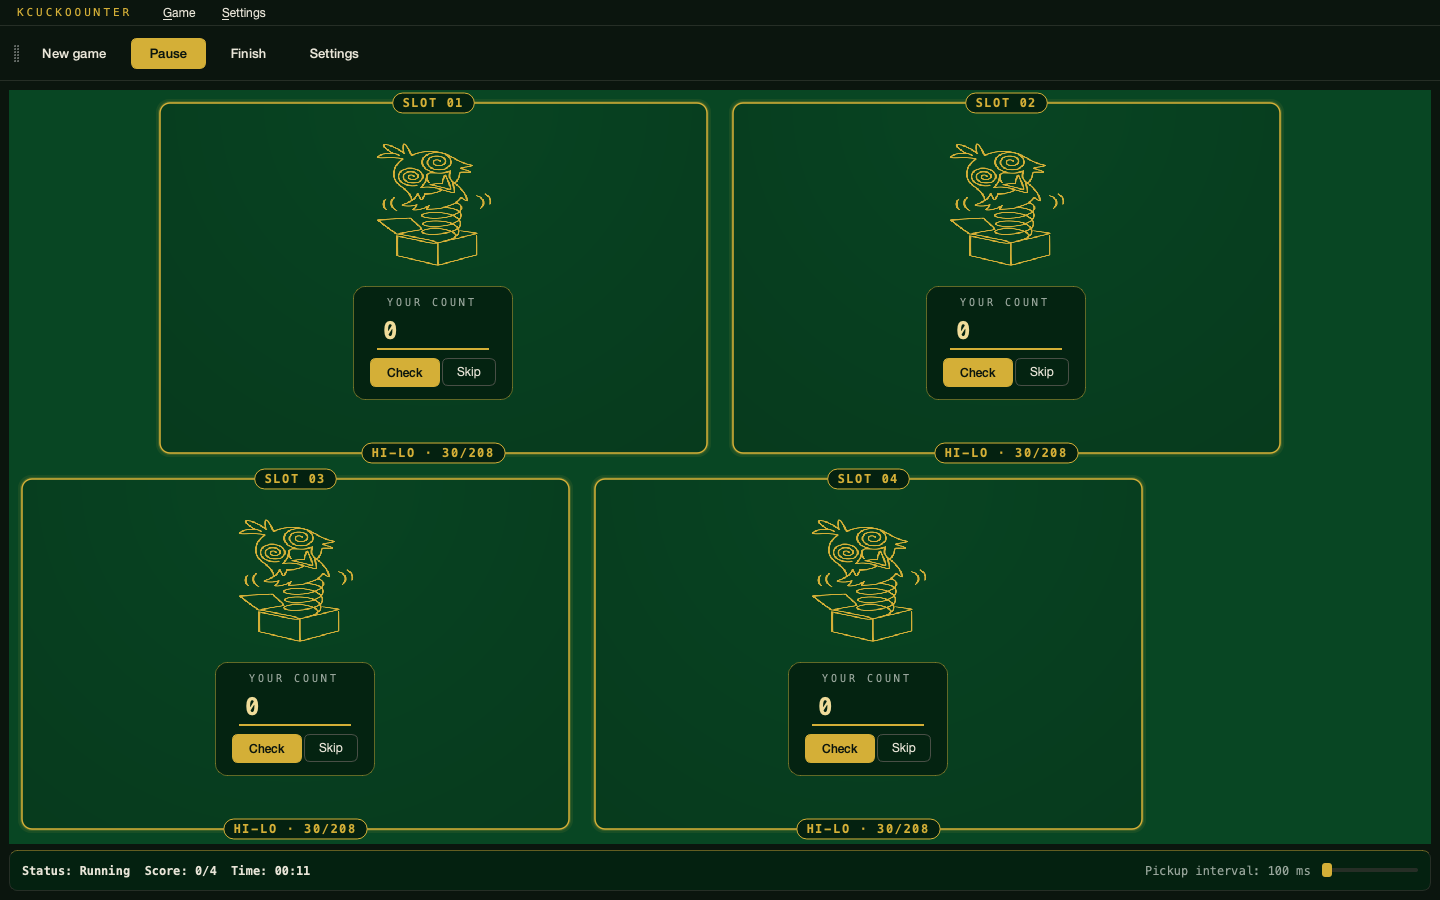 KCUCKOOUNTER Game Settings
New game Pause Finish Settings
SLOT 01 SLOT 02
YOUR COUNT YOUR COUNT
0 0
Check Skip Check Skip
HI-LO · 30/208 HI-LO · 30/208
SLOT 03 SLOT 04
YOUR COUNT YOUR COUNT
0 0
Check Skip Check Skip
HI-LO · 30/208 HI-LO · 30/208
Status: Running Score: 0/4 Time: 00:11 Pickup interval: 100 ms